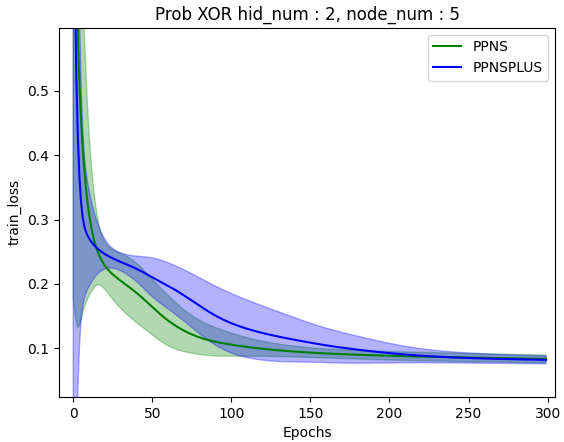 Prob XOR hid_num : 2, node_num : 5
PPNS
PPNSPLUS
0.5
0.4
0.3
0.2
0.1
train_loss
0 50 100 150 200 250 300
Epochs